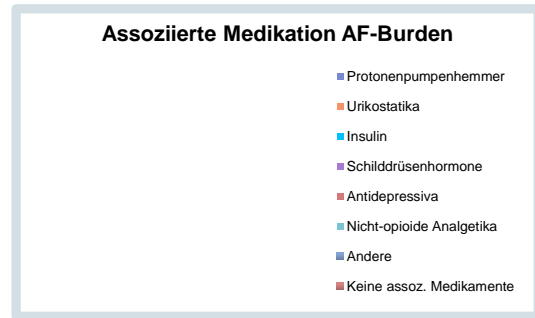 Assoziierte Medikation AF-Burden
Protonenpumpenhemmer
Urikostatika
Insulin
Schilddrüsenhormone
Antidepressiva
Nicht-opioide Analgetika
Andere
Keine assoz. Medikamente